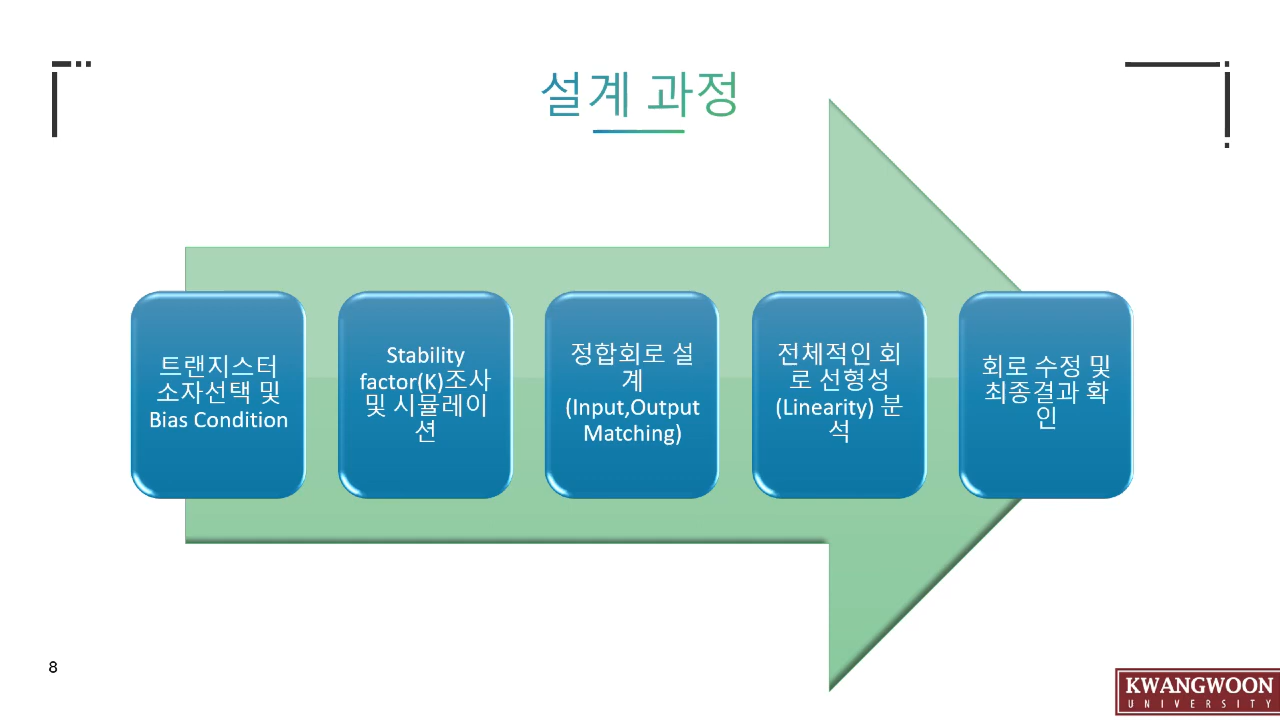 설계 과정
트랜지스터
소자선택 및
Bias Condition
Stability
factor(K)조사
및 시뮬레이
션
정합회로 설
계
(Input,Output
Matching)
전체적인 회
로 선형성
(Linearity) 분
석
회로 수정 및
최종결과 확
인
8
KWANGWOON
UNIVERSITY